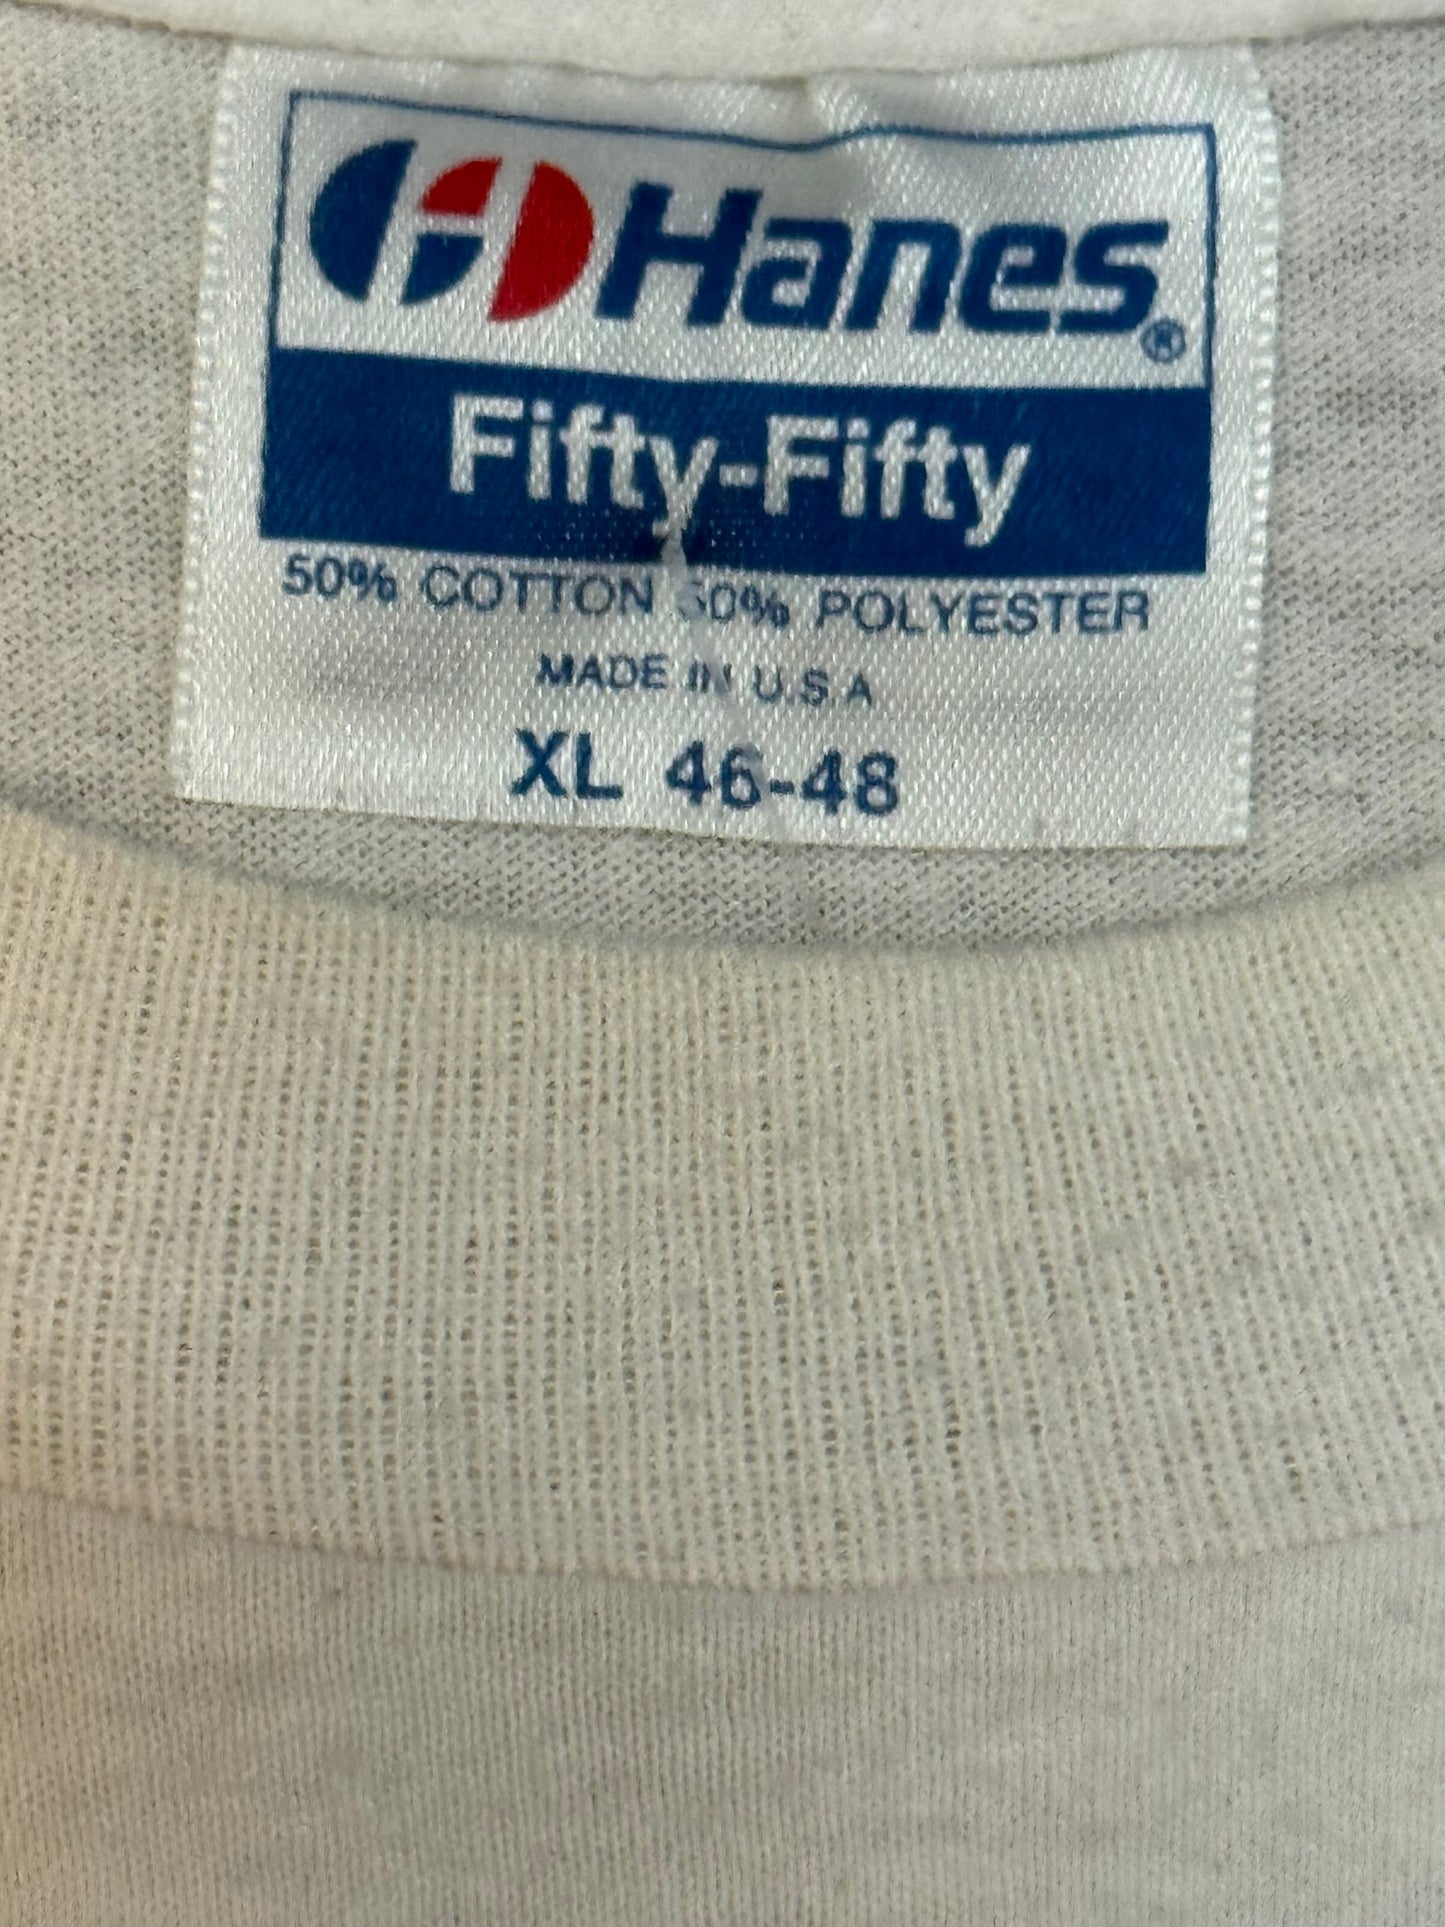 Hanes®
Fifty-Fifty
50% COTTON 50% POLYESTER
MADE IN U.S.A
XL 46-48